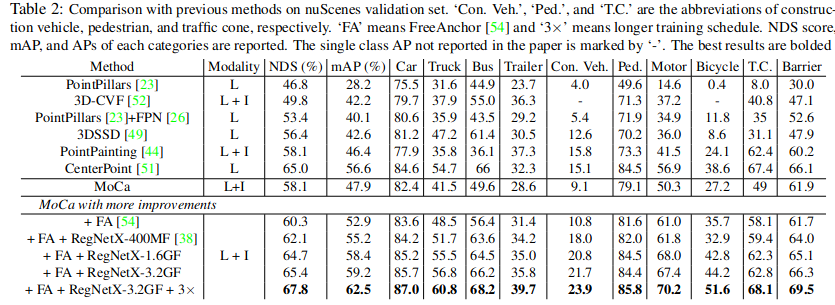 Table 2: Comparison with previous methods on nuScenes validation set. ‘Con. Veh.’, ‘Ped.’, and ‘T.C.’ are the abbreviations of construc-
tion vehicle, pedestrian, and traffic cone, respectively. ‘FA’ means FreeAnchor [54] and ‘3×’ means longer training schedule. NDS score,
mAP, and APs of each categories are reported. The single class AP not reported in the paper is marked by ‘-’. The best results are bolded
Method Modality NDS (%) mAP (%) Car Truck Bus Trailer Con. Veh. Ped. Motor Bicycle T.C. Barrier
PointPillars [23] L 46.8 28.2 75.5 31.6 44.9 23.7 4.0 49.6 14.6 0.4 8.0 30.0
3D-CVF [52] L + I 49.8 42.2 79.7 37.9 55.0 36.3 - 71.3 37.2 - 40.8 47.1
PointPillars [23]+FPN [26] L 53.4 40.1 80.6 35.9 43.5 29.2 5.4 71.9 34.9 11.8 35 52.6
3DSSD [49] L 56.4 42.6 81.2 47.2 61.4 30.5 12.6 70.2 36.0 8.6 31.1 47.9
PointPainting [44] L + I 58.1 46.4 77.9 35.8 36.1 37.3 15.8 73.3 41.5 24.1 62.4 60.2
CenterPoint [51] L 65.0 56.6 84.6 54.7 66 32.3 15.1 84.5 56.9 38.6 67.4 66.1
MoCa L+I 58.1 47.9 82.4 41.5 49.6 28.6 9.1 79.1 50.3 27.2 49 61.9
MoCa with more improvements
+ FA [54] 60.3 52.9 83.6 48.5 56.4 31.4 10.8 81.6 61.0 35.7 58.1 61.7
+ FA + RegNetX-400MF [38] 62.1 55.2 84.2 51.7 63.6 34.2 18.0 82.0 61.8 32.9 59.4 64.0
+ FA + RegNetX-1.6GF L + I 64.7 58.4 85.2 55.5 64.5 35.0 20.8 84.5 68.0 42.8 62.3 65.1
+ FA + RegNetX-3.2GF 65.4 59.2 85.7 56.8 66.2 35.8 21.7 84.4 67.4 44.2 62.8 66.3
+ FA + RegNetX-3.2GF + 3× 67.8 62.5 87.0 60.8 68.2 39.7 23.9 85.8 70.2 51.6 68.1 69.5